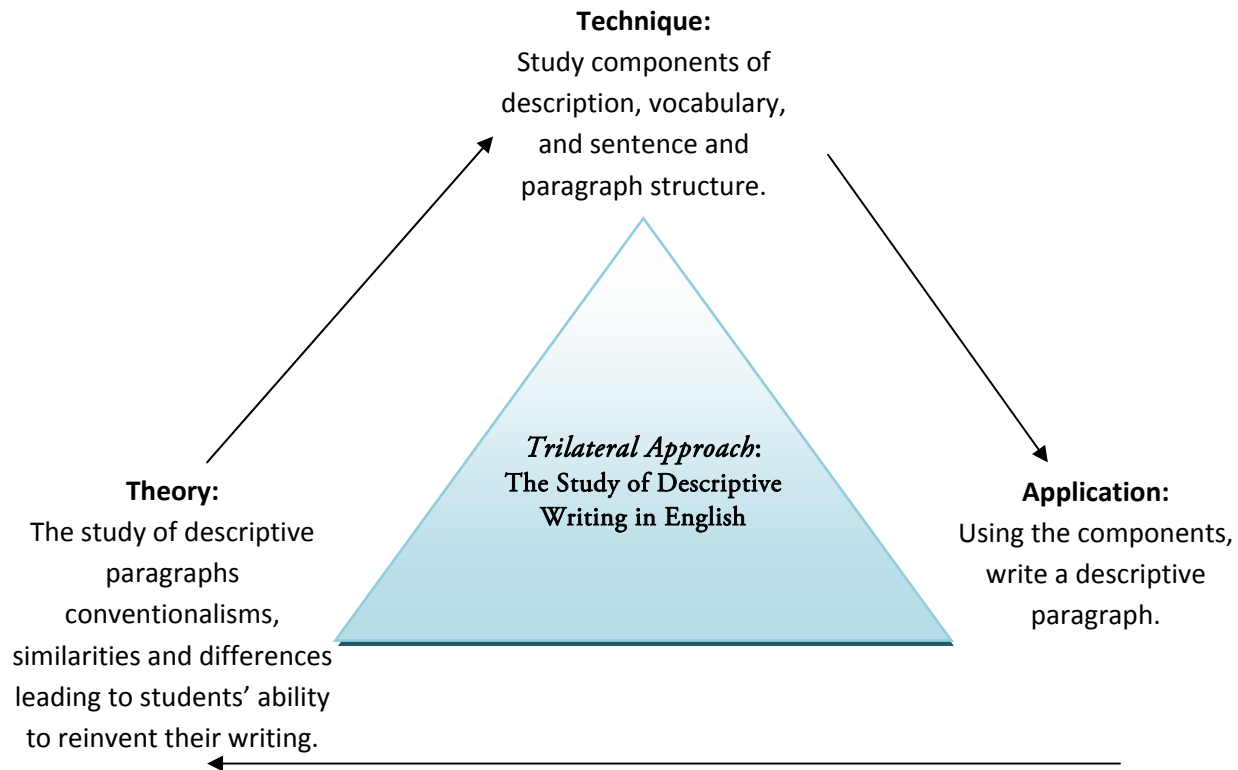 Technique:
Study components of
description, vocabulary,
and sentence and
paragraph structure.
Trilateral Approach:
The Study of Descriptive
Writing in English
Theory:
The study of descriptive
paragraphs
conventionalisms,
similarities and differences
leading to students’ ability
to reinvent their writing.
Application:
Using the components,
write a descriptive
paragraph.